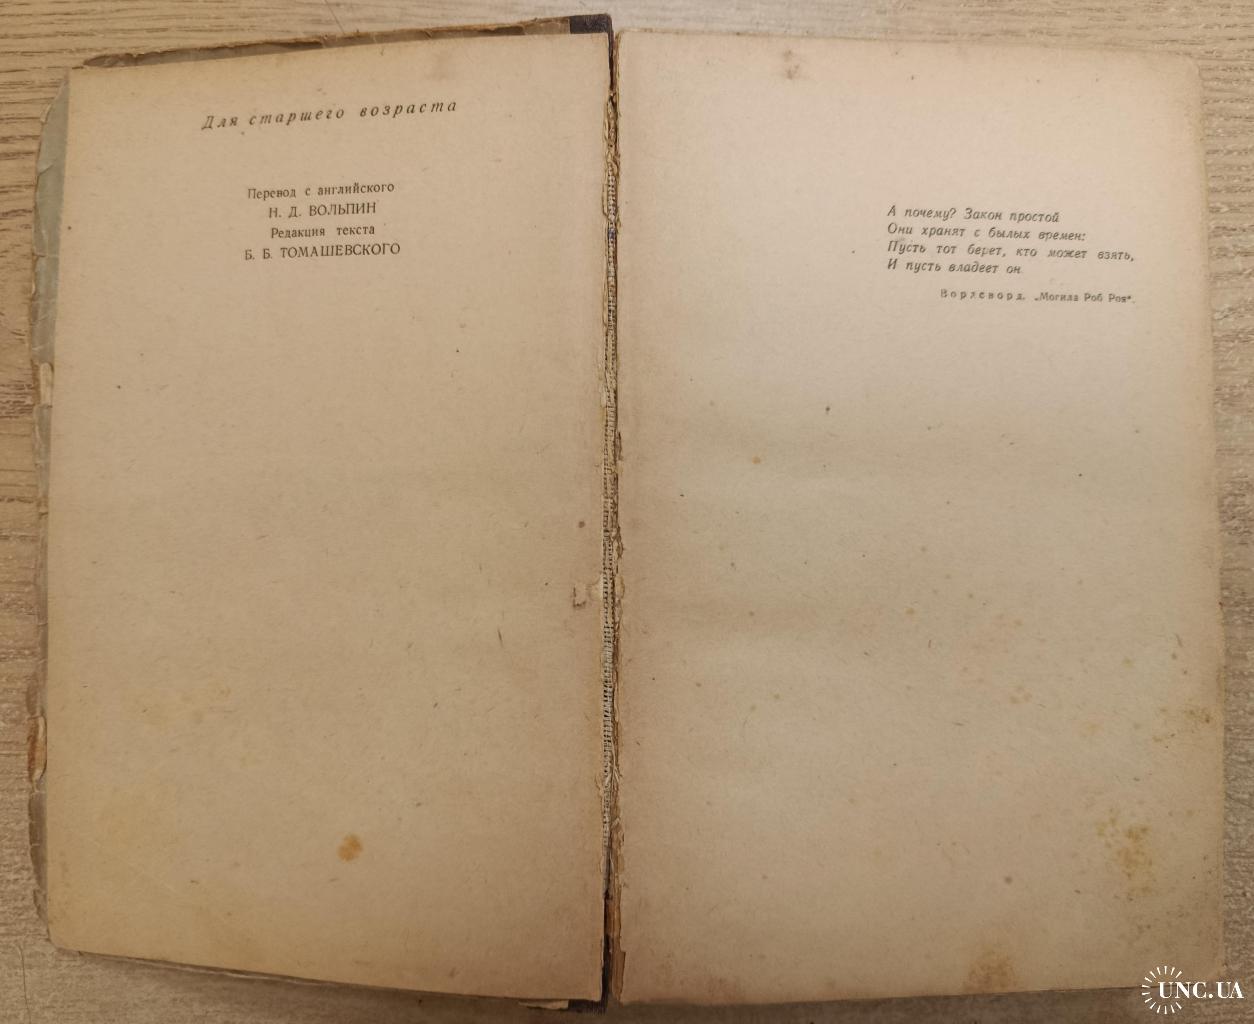 Для старшего возраста
Перевод с английского
Н. Д. ВОЛЬПИН
Редакция текста
Б. Б. ТОМАШЕВСКОГО
А почему? Закон простой
Они хранят с былых времен:
Пусть тот берет, кто может взять,
И пусть владеет он
Ворлсворд. „Могила Роб Роя".
UNC.UA